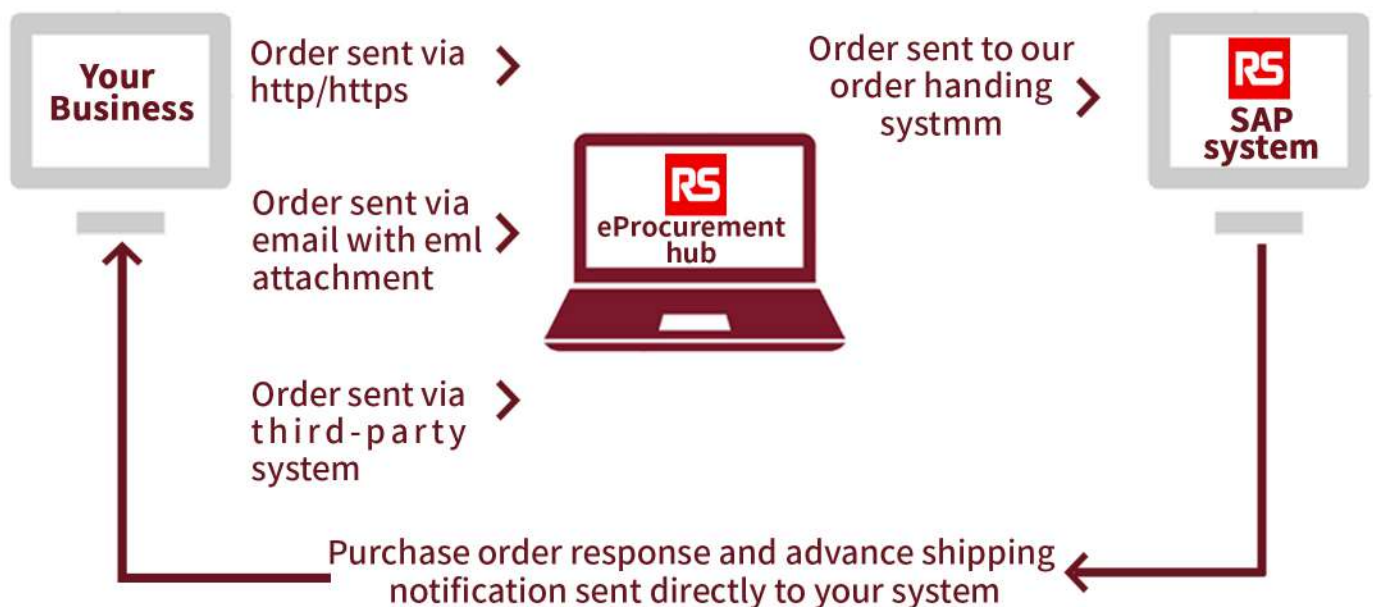 Your
Business
Order sent via
http/https
Order sent via
email with eml
attachment
Order sent via
third-party
system
RS
eProcurement
hub
Order sent to our
order handing
systmm
RS
SAP
system
Purchase order response and advance shipping
notification sent directly to your system